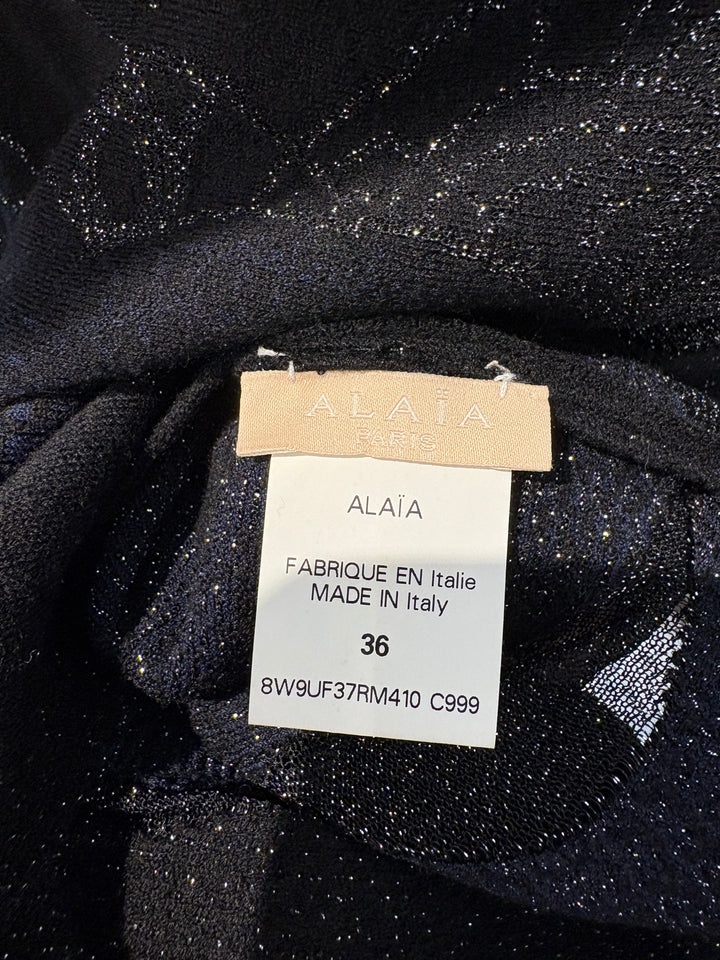 ALAÏA
PARIS
ALAÏA
FABRIQUE EN Italie
MADE IN Italy
36
8W9UF37RM410 C999